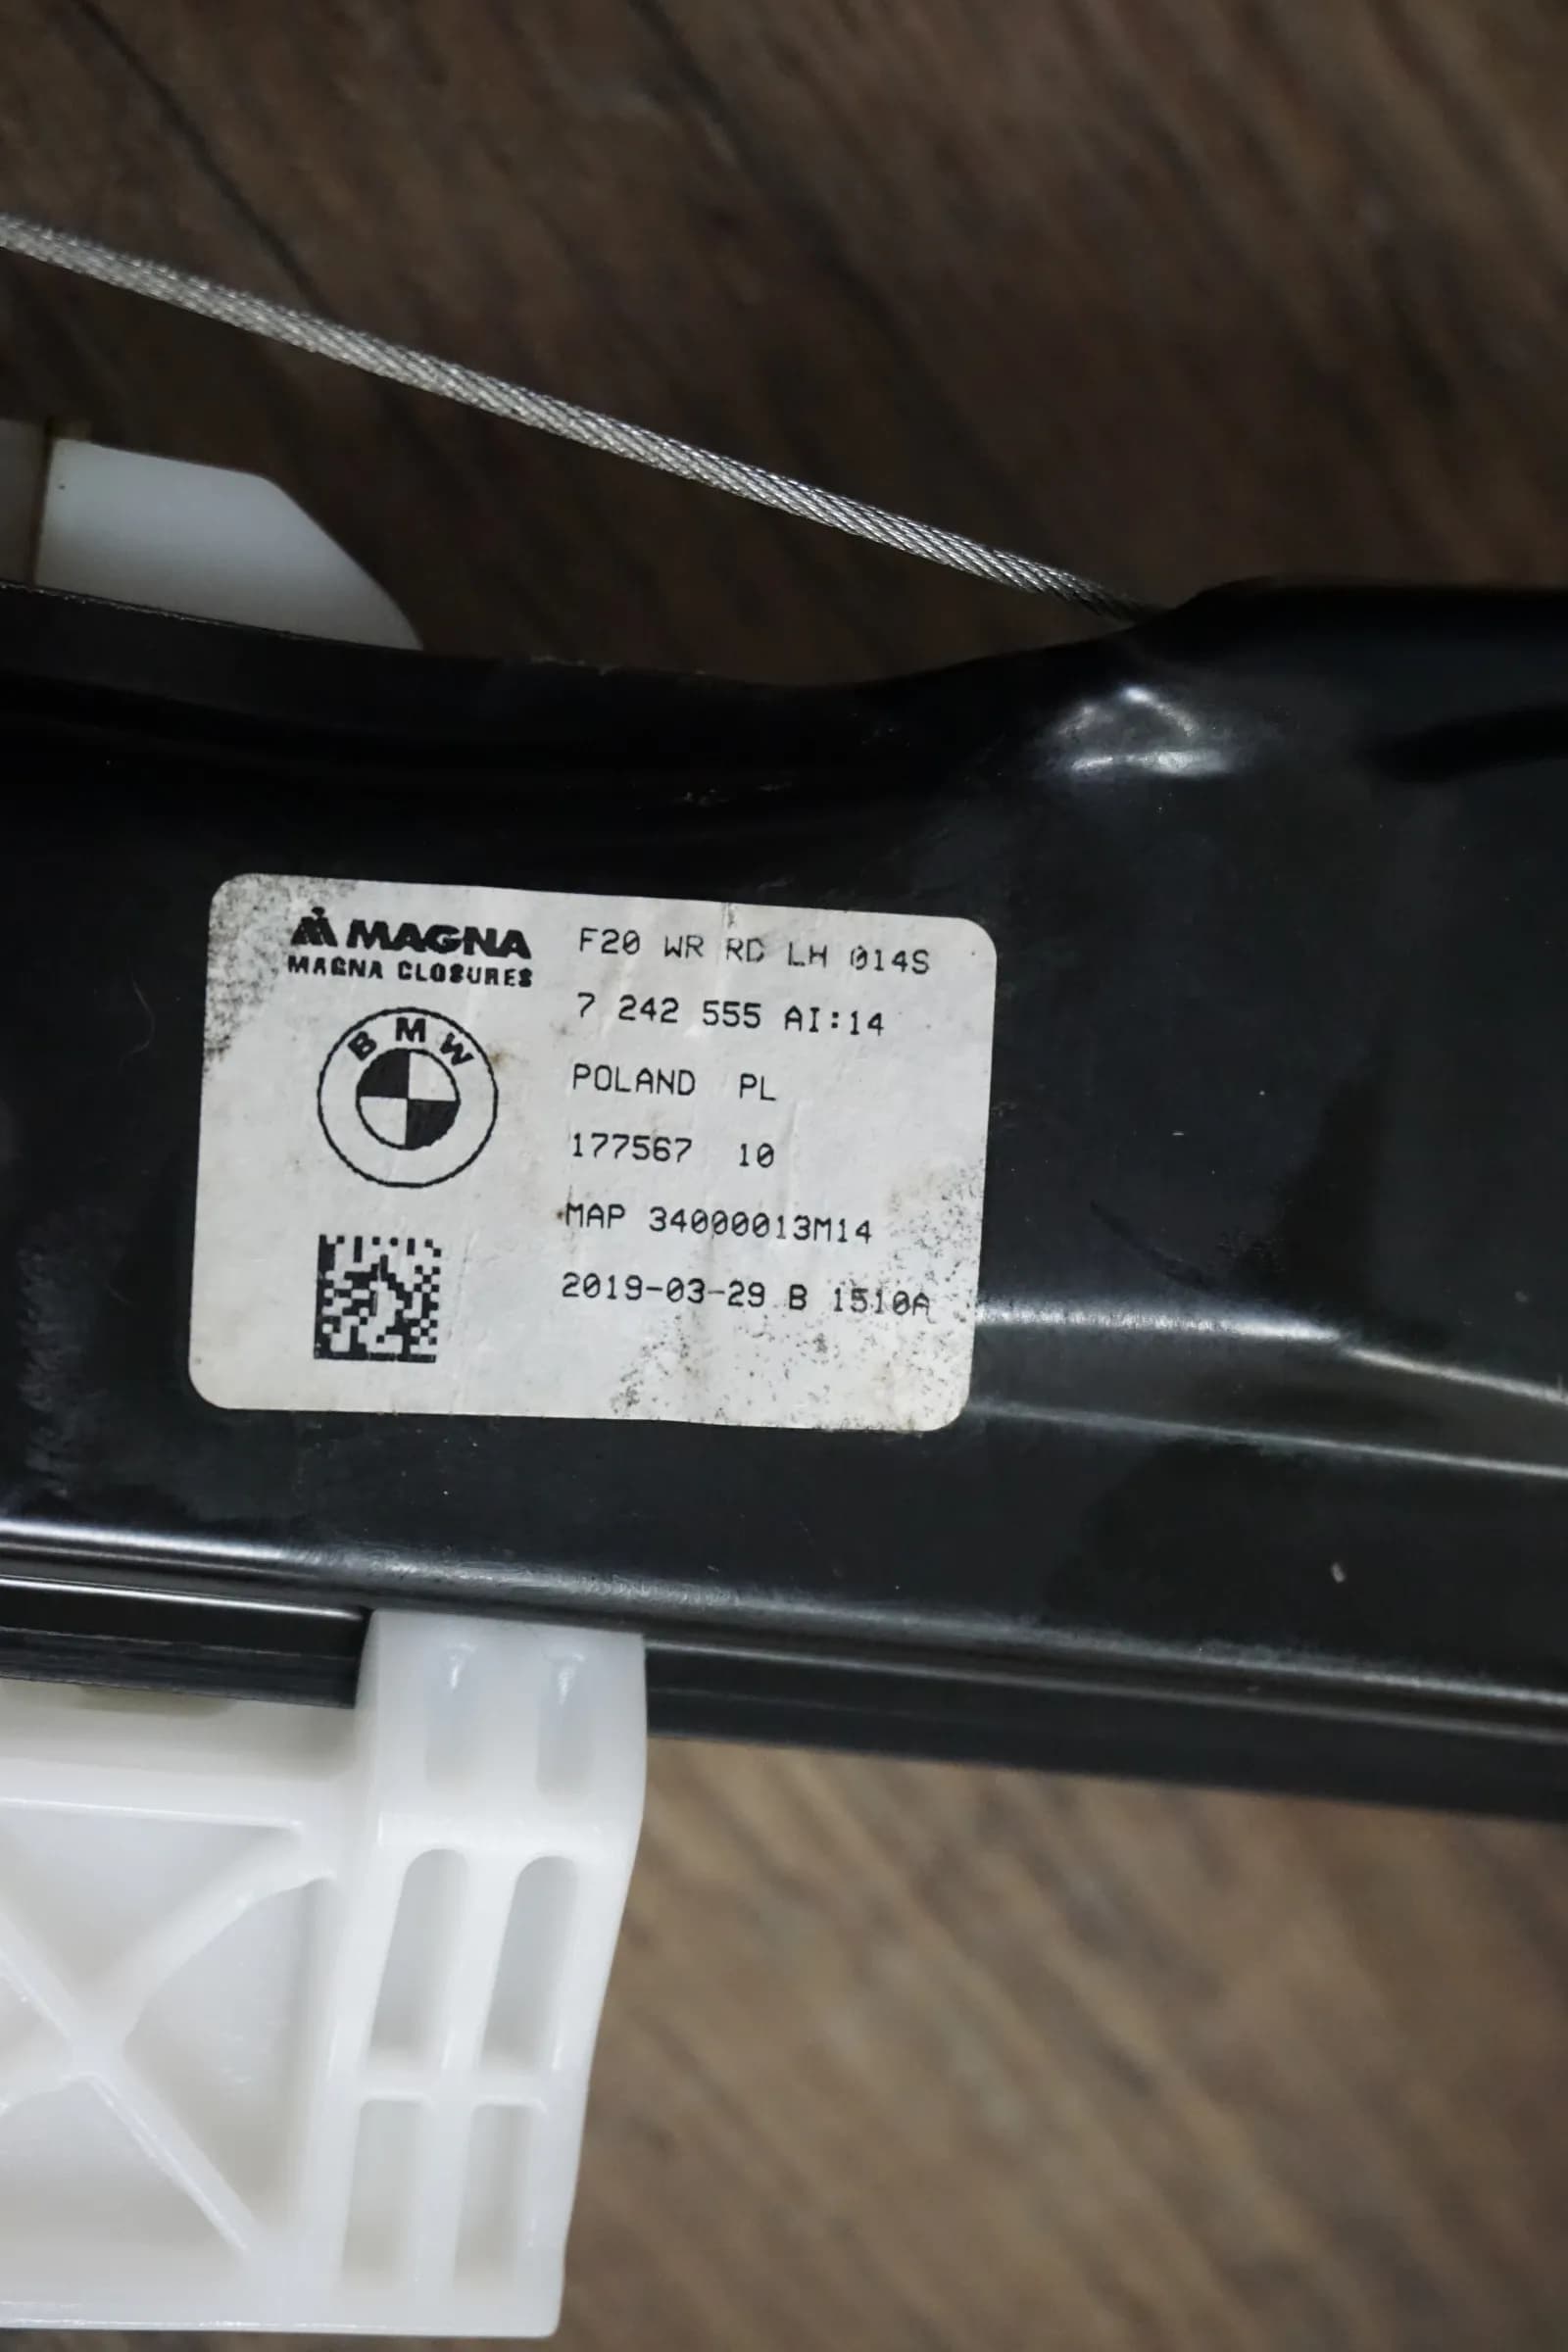 MAGNA
MAGNA CLOSURES
BMW
F20 WR RD LH 014S
7 242 555 AI:14
POLAND PL
177567 10
MAP 34000013M14
2019-03-29 B 1510A